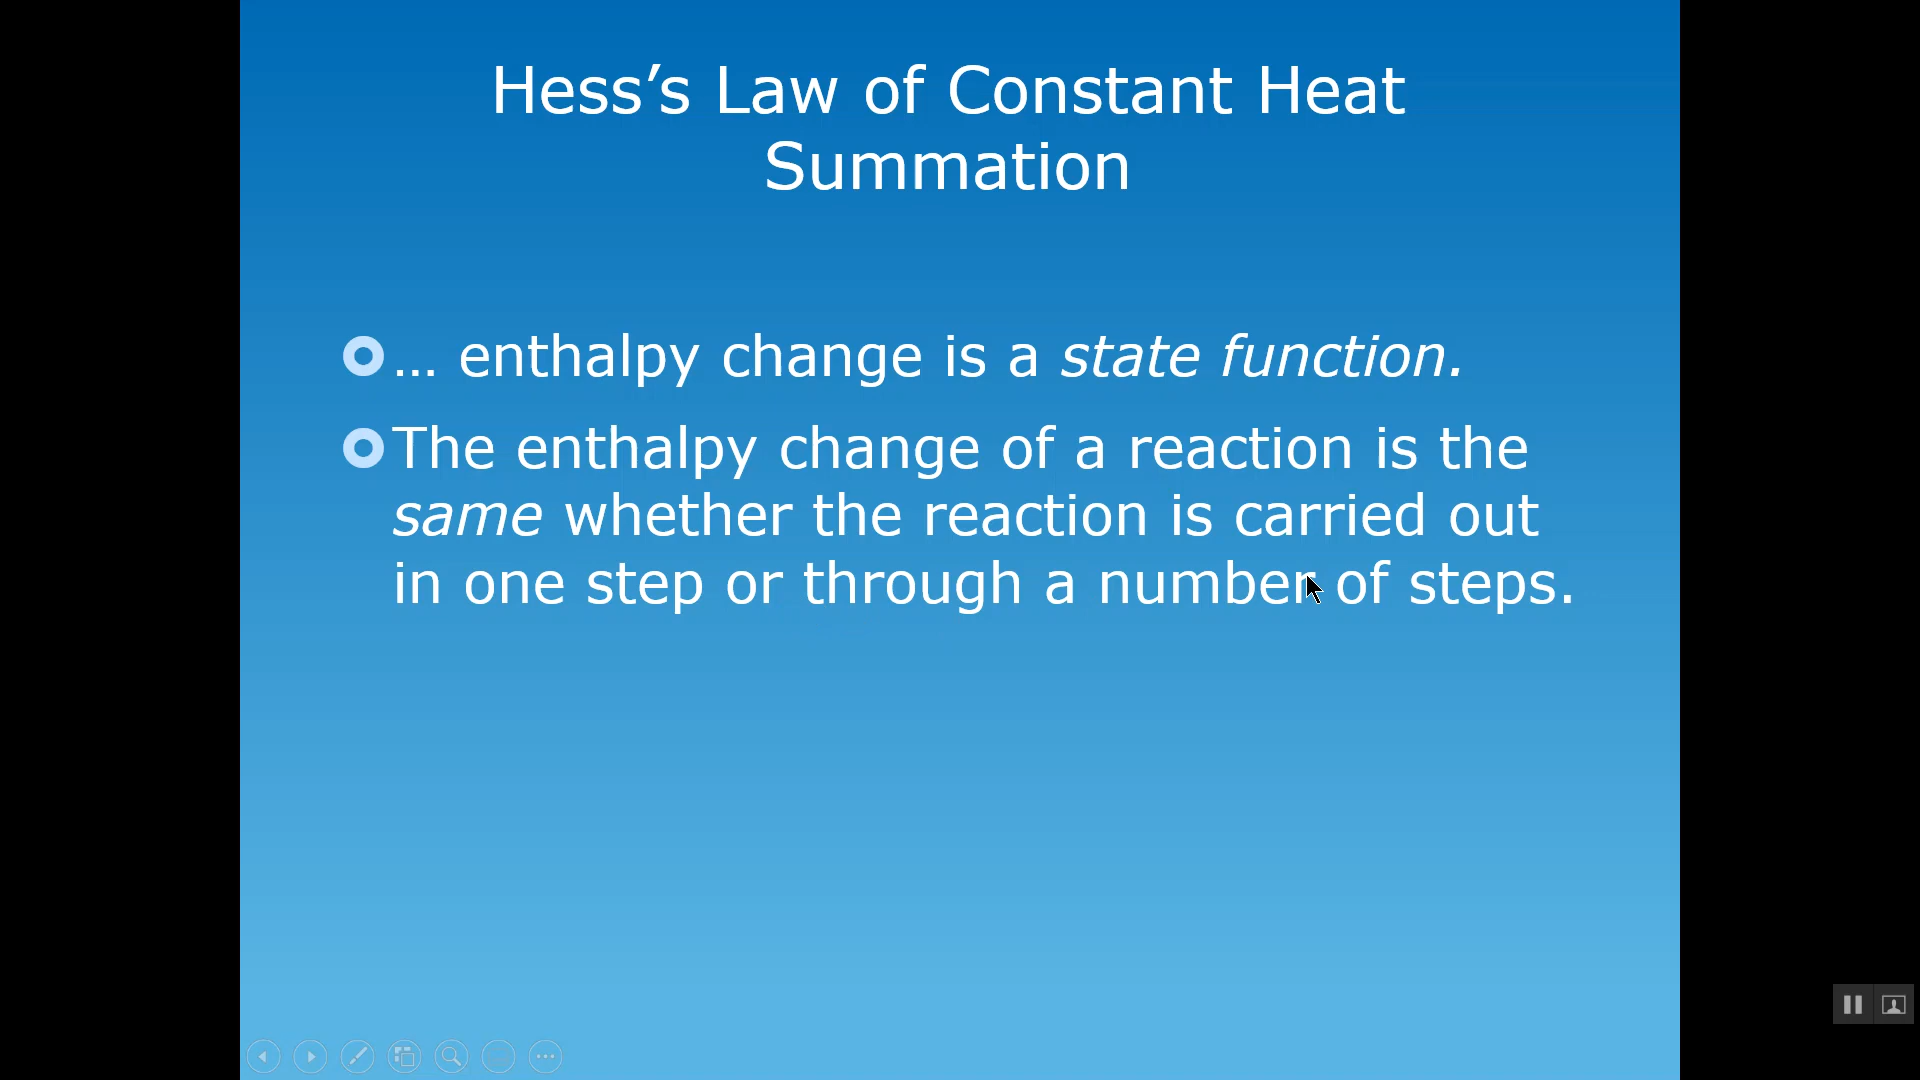 Hess’s Law of Constant Heat
Summation
… enthalpy change is a state function.
The enthalpy change of a reaction is the
same whether the reaction is carried out
in one step or through a number of steps.